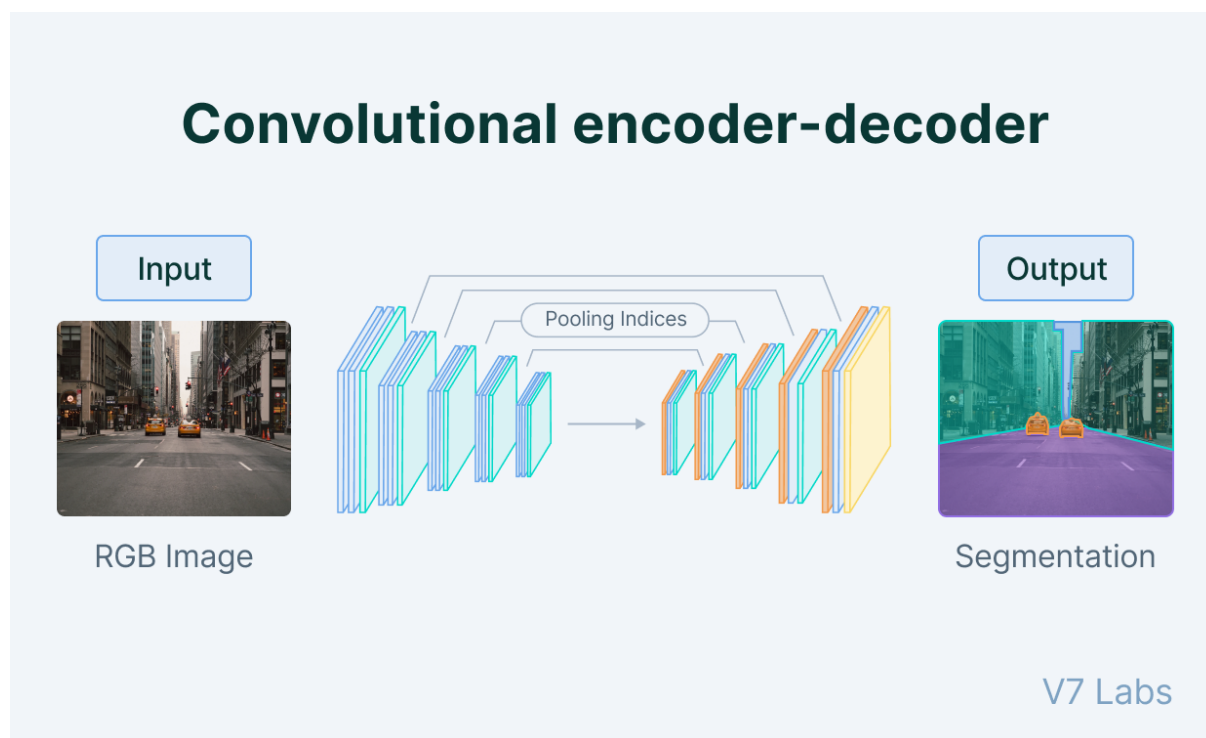 Convolutional encoder-decoder
Input
Output
Pooling Indices
RGB Image
Segmentation
V7 Labs